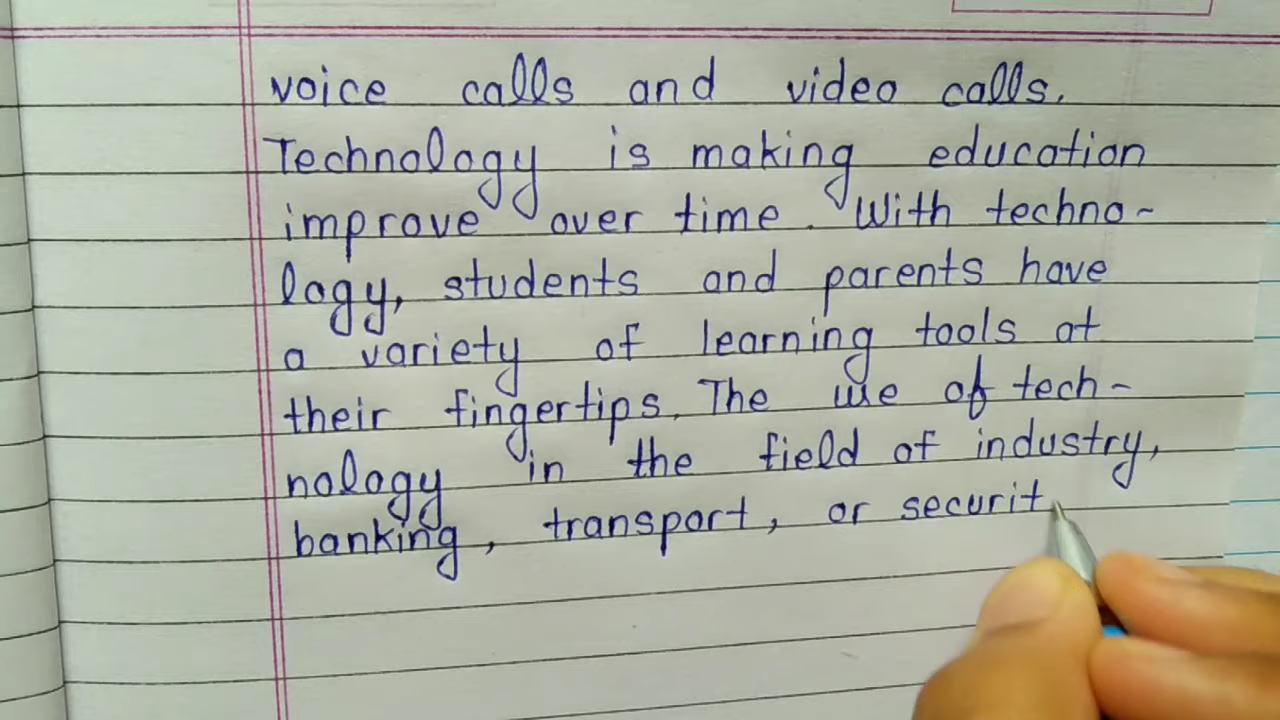 voice calls and video calls.
Technology is making education
improve over time. With techno-
logy, students and parents have
a variety of learning tools at
their fingertips. The use of tech-
nology in the field of industry,
banking, transport, or securit